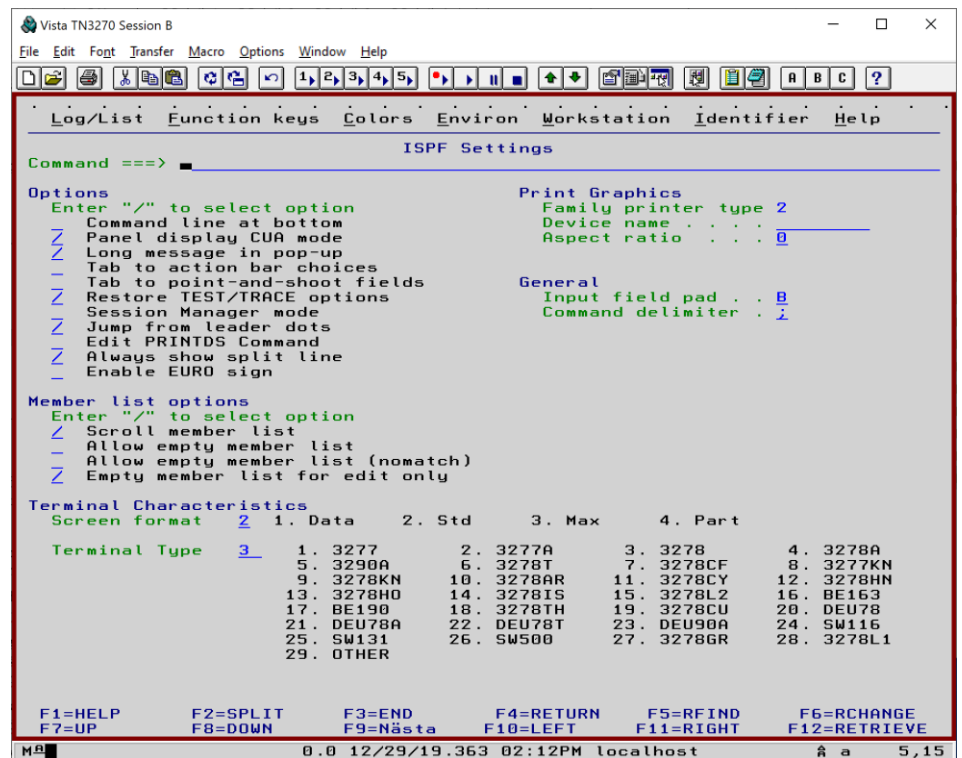 Vista TN3270 Session B
File Edit Font Transfer Macro Options Window Help
1 2 3 4 5 A B C ?
. . . . . . . . . . . . . . . . . . . . . . . . . . .
Log/List Function keys Colors Environ Workstation Identifier Help
ISPF Settings
Command ===>
Options Print Graphics
Enter "/" to select option Family printer type 2
_ Command line at bottom Device name . . . .
/ Panel display CUA mode Aspect ratio . . . 0
/ Long message in pop-up
_ Tab to action bar choices
_ Tab to point-and-shoot fields General
/ Restore TEST/TRACE options Input field pad . . B
_ Session Manager mode Command delimiter . ;
/ Jump from leader dots
_ Edit PRINTDS Command
/ Always show split line
_ Enable EURO sign
Member list options
Enter "/" to select option
/ Scroll member list
_ Allow empty member list
_ Allow empty member list (nomatch)
/ Empty member list for edit only
Terminal Characteristics
Screen format 2 1. Data 2. Std 3. Max 4. Part
Terminal Type 3 1. 3277 2. 3277A 3. 3278 4. 3278A
5. 3290A 6. 3278T 7. 3278CF 8. 3277KN
9. 3278KN 10. 3278AR 11. 3278CY 12. 3278HN
13. 3278HO 14. 3278IS 15. 3278L2 16. BE163
17. BE190 18. 3278TH 19. 3278CU 20. DEU78
21. DEU78A 22. DEU78T 23. DEU90A 24. SW116
25. SW131 26. SW500 27. 3278GR 28. 3278L1
29. OTHER
F1=HELP F2=SPLIT F3=END F4=RETURN F5=RFIND F6=RCHANGE
F7=UP F8=DOWN F9=Nästa F10=LEFT F11=RIGHT F12=RETRIEVE
M 0.0 12/29/19.363 02:12PM localhost a 5,15